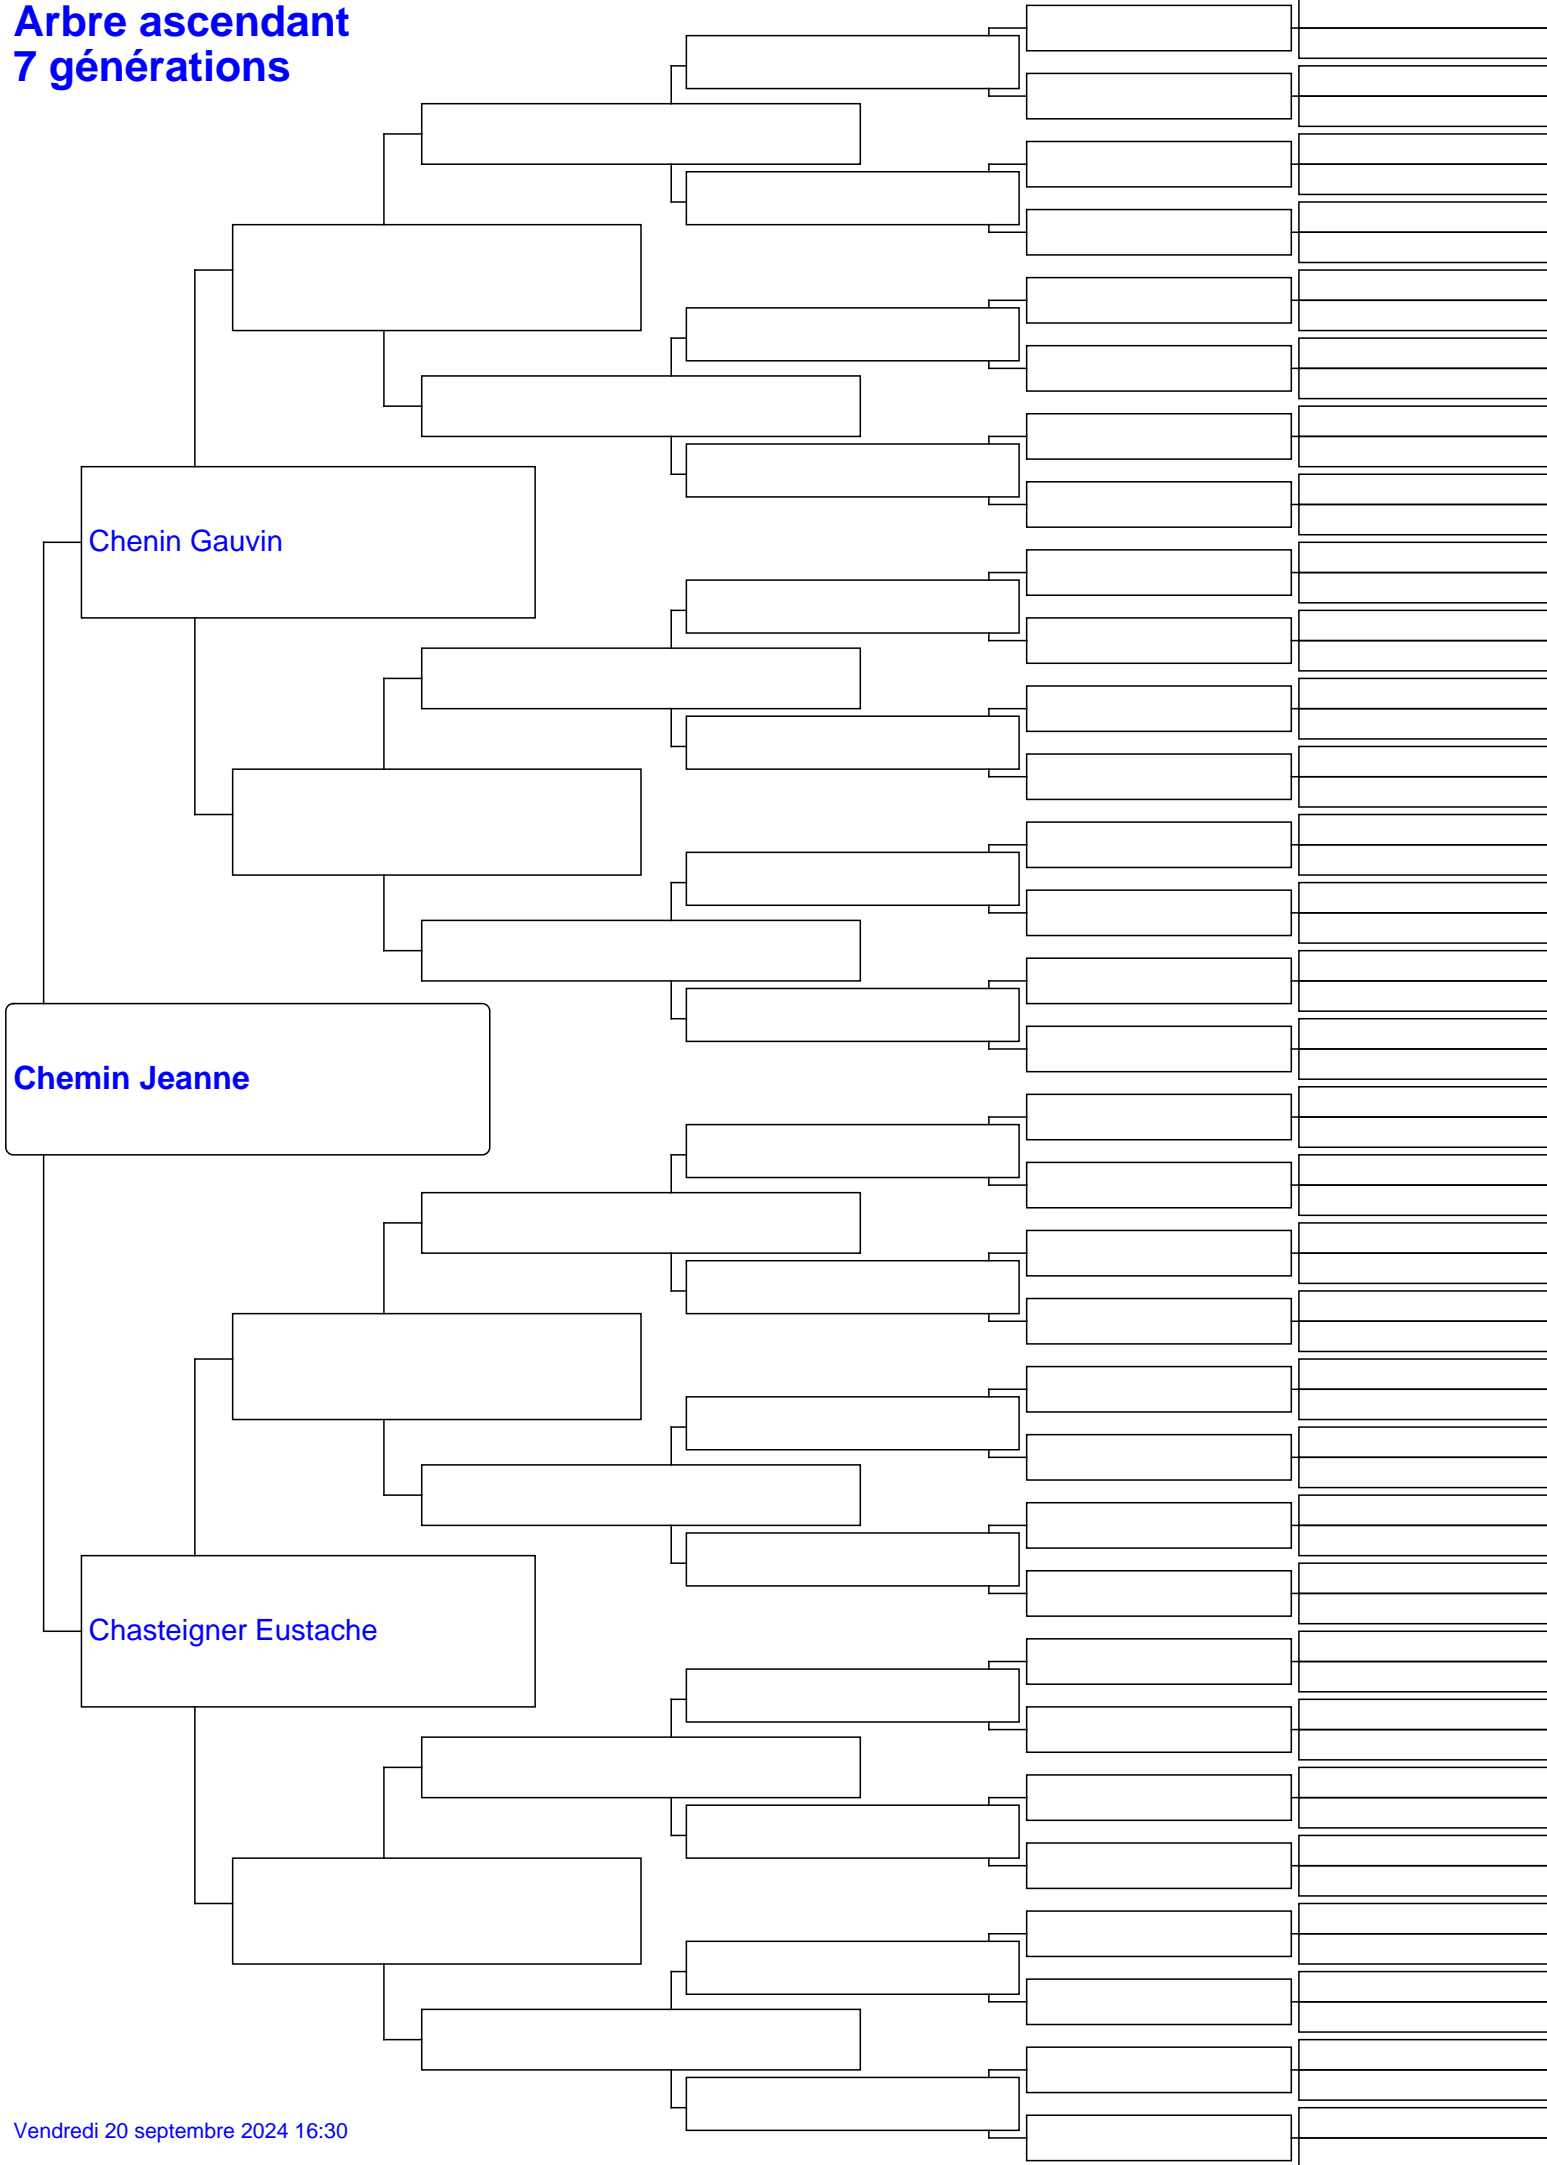 Arbre ascendant
7 générations
Chenin Gauvin
Chemin Jeanne
Chasteigner Eustache
Vendredi 20 septembre 2024 16:30